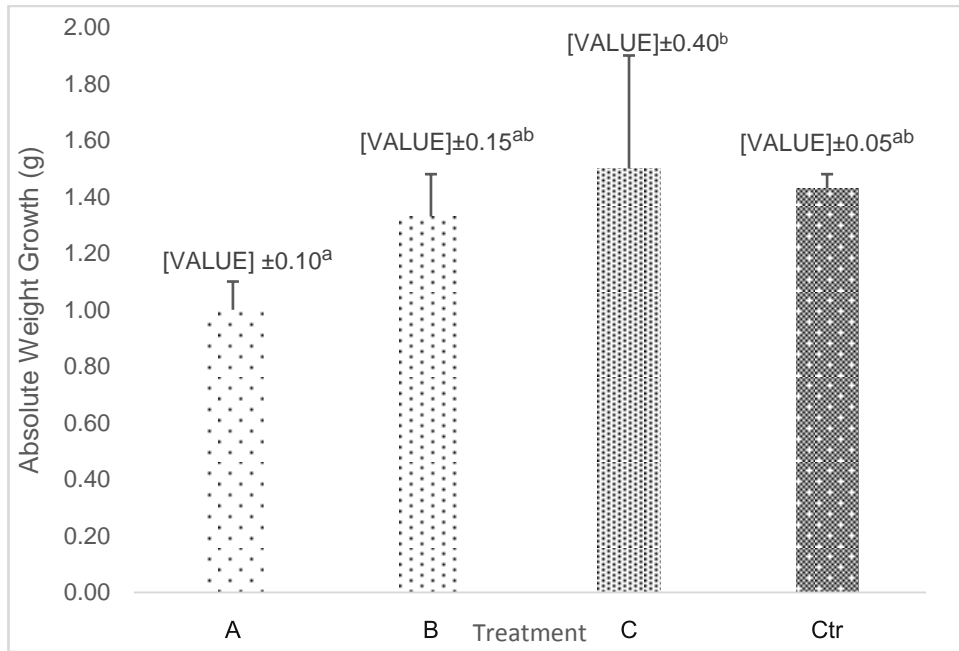 Absolute Weight Growth (g)
2.00
1.80
1.60
1.40
1.20
1.00
0.80
0.60
0.40
0.20
0.00
[VALUE] ±0.10ᵃ
[VALUE]±0.15ᵃᵇ
[VALUE]±0.40ᵇ
[VALUE]±0.05ᵃᵇ
A B C Ctr
Treatment